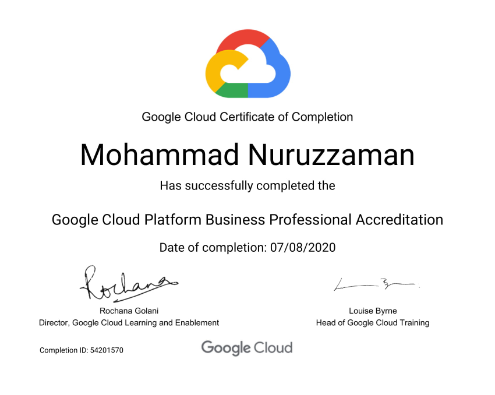 Google Cloud Certificate of Completion
Mohammad Nuruzzaman
Has successfully completed the
Google Cloud Platform Business Professional Accreditation
Date of completion: 07/08/2020
Rochana
Rochana Golani
Louise Byrne
Director, Google Cloud Learning and Enablement
Head of Google Cloud Training
Completion ID: 54201570
Google Cloud